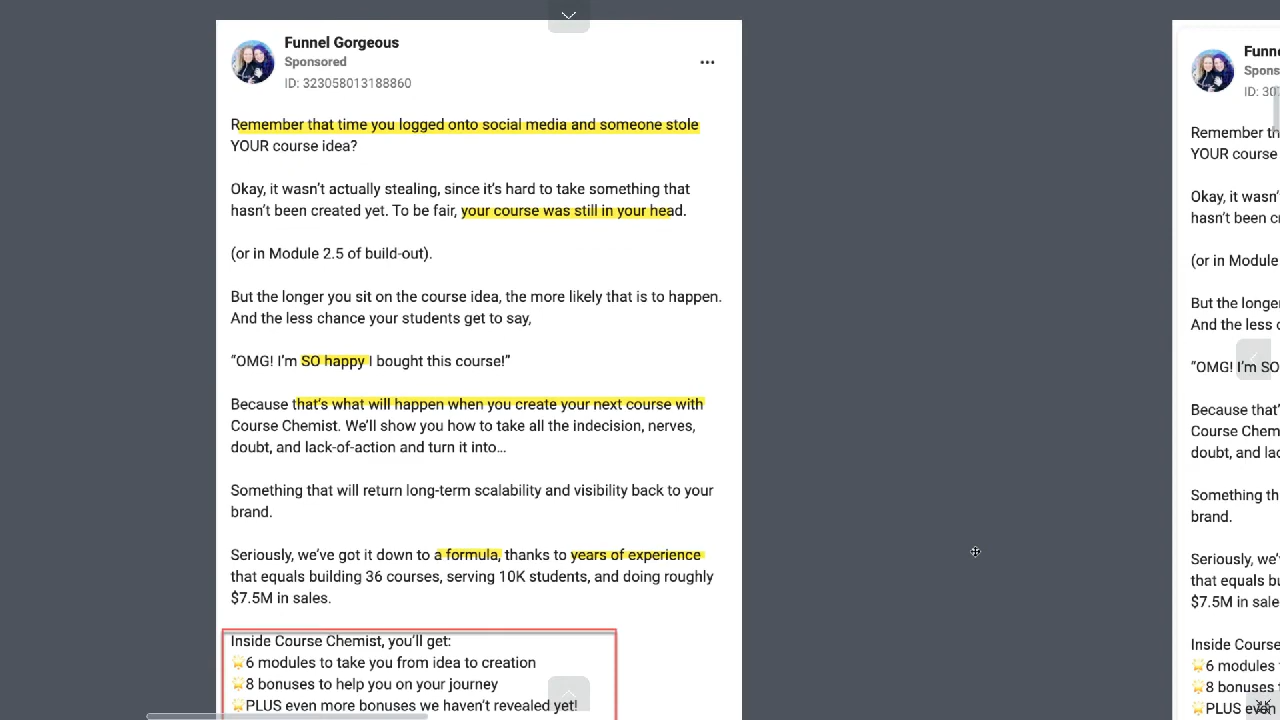 Funnel Gorgeous
Sponsored
ID: 323058013188860
Remember that time you logged onto social media and someone stole
YOUR course idea?
Okay, it wasn't actually stealing, since it's hard to take something that
hasn't been created yet. To be fair, your course was still in your head.
(or in Module 2.5 of build-out).
But the longer you sit on the course idea, the more likely that is to happen.
And the less chance your students get to say,
"OMG! I'm SO happy I bought this course!"
Because that's what will happen when you create your next course with
Course Chemist. We'll show you how to take all the indecision, nerves,
doubt, and lack-of-action and turn it into...
Something that will return long-term scalability and visibility back to your
brand.
Seriously, we've got it down to a formula, thanks to years of experience
that equals building 36 courses, serving 10K students, and doing roughly
$7.5M in sales.
Inside Course Chemist, you'll get:
🌟6 modules to take you from idea to creation
🌟8 bonuses to help you on your journey
🌟PLUS even more bonuses we haven't revealed yet!
Remember
YOUR course
Okay, it wasn'
hasn't been
(or in Module
But the longer
And the less
"OMG! I'm SO
Because that'
Course
doubt, and
Something
brand.
Seriously, we'
that equals
$7.5M in
Inside Course
🌟6 modules
🌟8 bonuses
🌟PLUS even